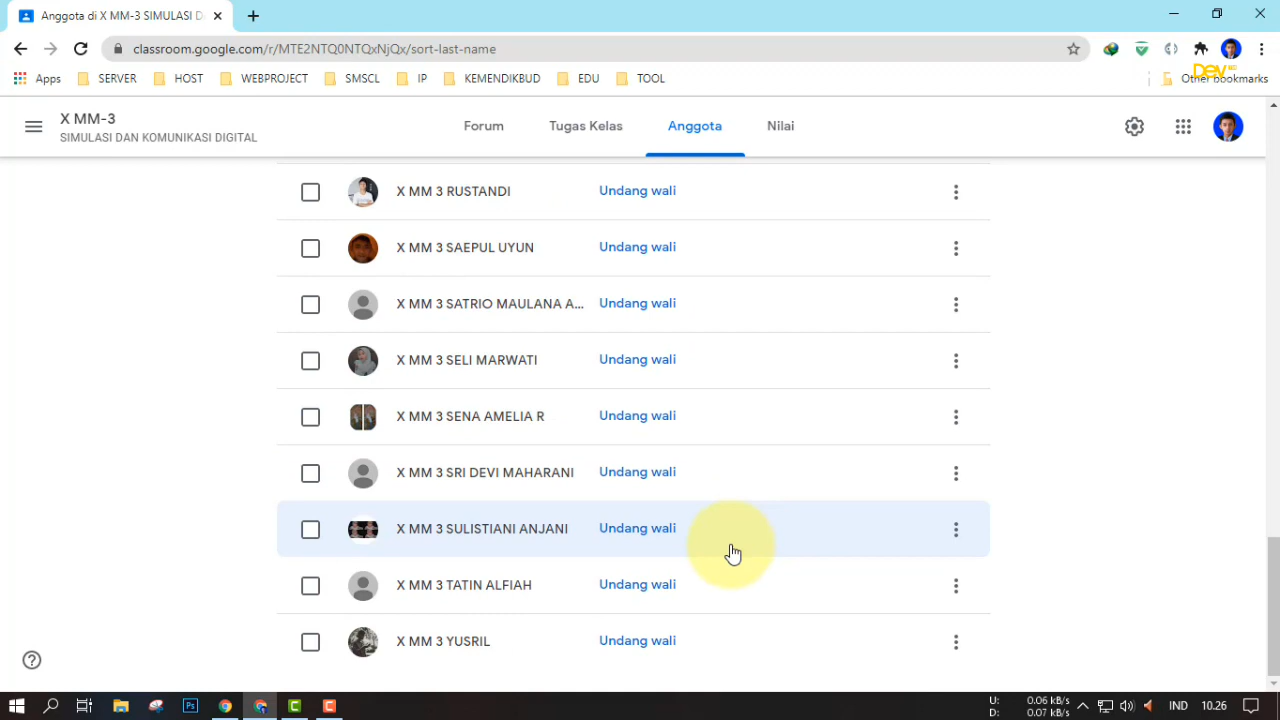 Anggota di X MM-3 SIMULASI D
classroom.google.com/r/MTE2NTQ0NTQxNjQx/sort-last-name
Apps SERVER HOST WEBPROJECT SMSCL IP KEMENDIKBUD EDU TOOL Other bookmarks
Dev
X MM-3
SIMULASI DAN KOMUNIKASI DIGITAL
Forum Tugas Kelas Anggota Nilai
X MM 3 RUSTANDI Undang wali
X MM 3 SAEPUL UYUN Undang wali
X MM 3 SATRIO MAULANA A... Undang wali
X MM 3 SELI MARWATI Undang wali
X MM 3 SENA AMELIA R Undang wali
X MM 3 SRI DEVI MAHARANI Undang wali
X MM 3 SULISTIANI ANJANI Undang wali
X MM 3 TATIN ALFIAH Undang wali
X MM 3 YUSRIL Undang wali
U: 0.06 kB/s
D: 0.07 kB/s
IND 10.26